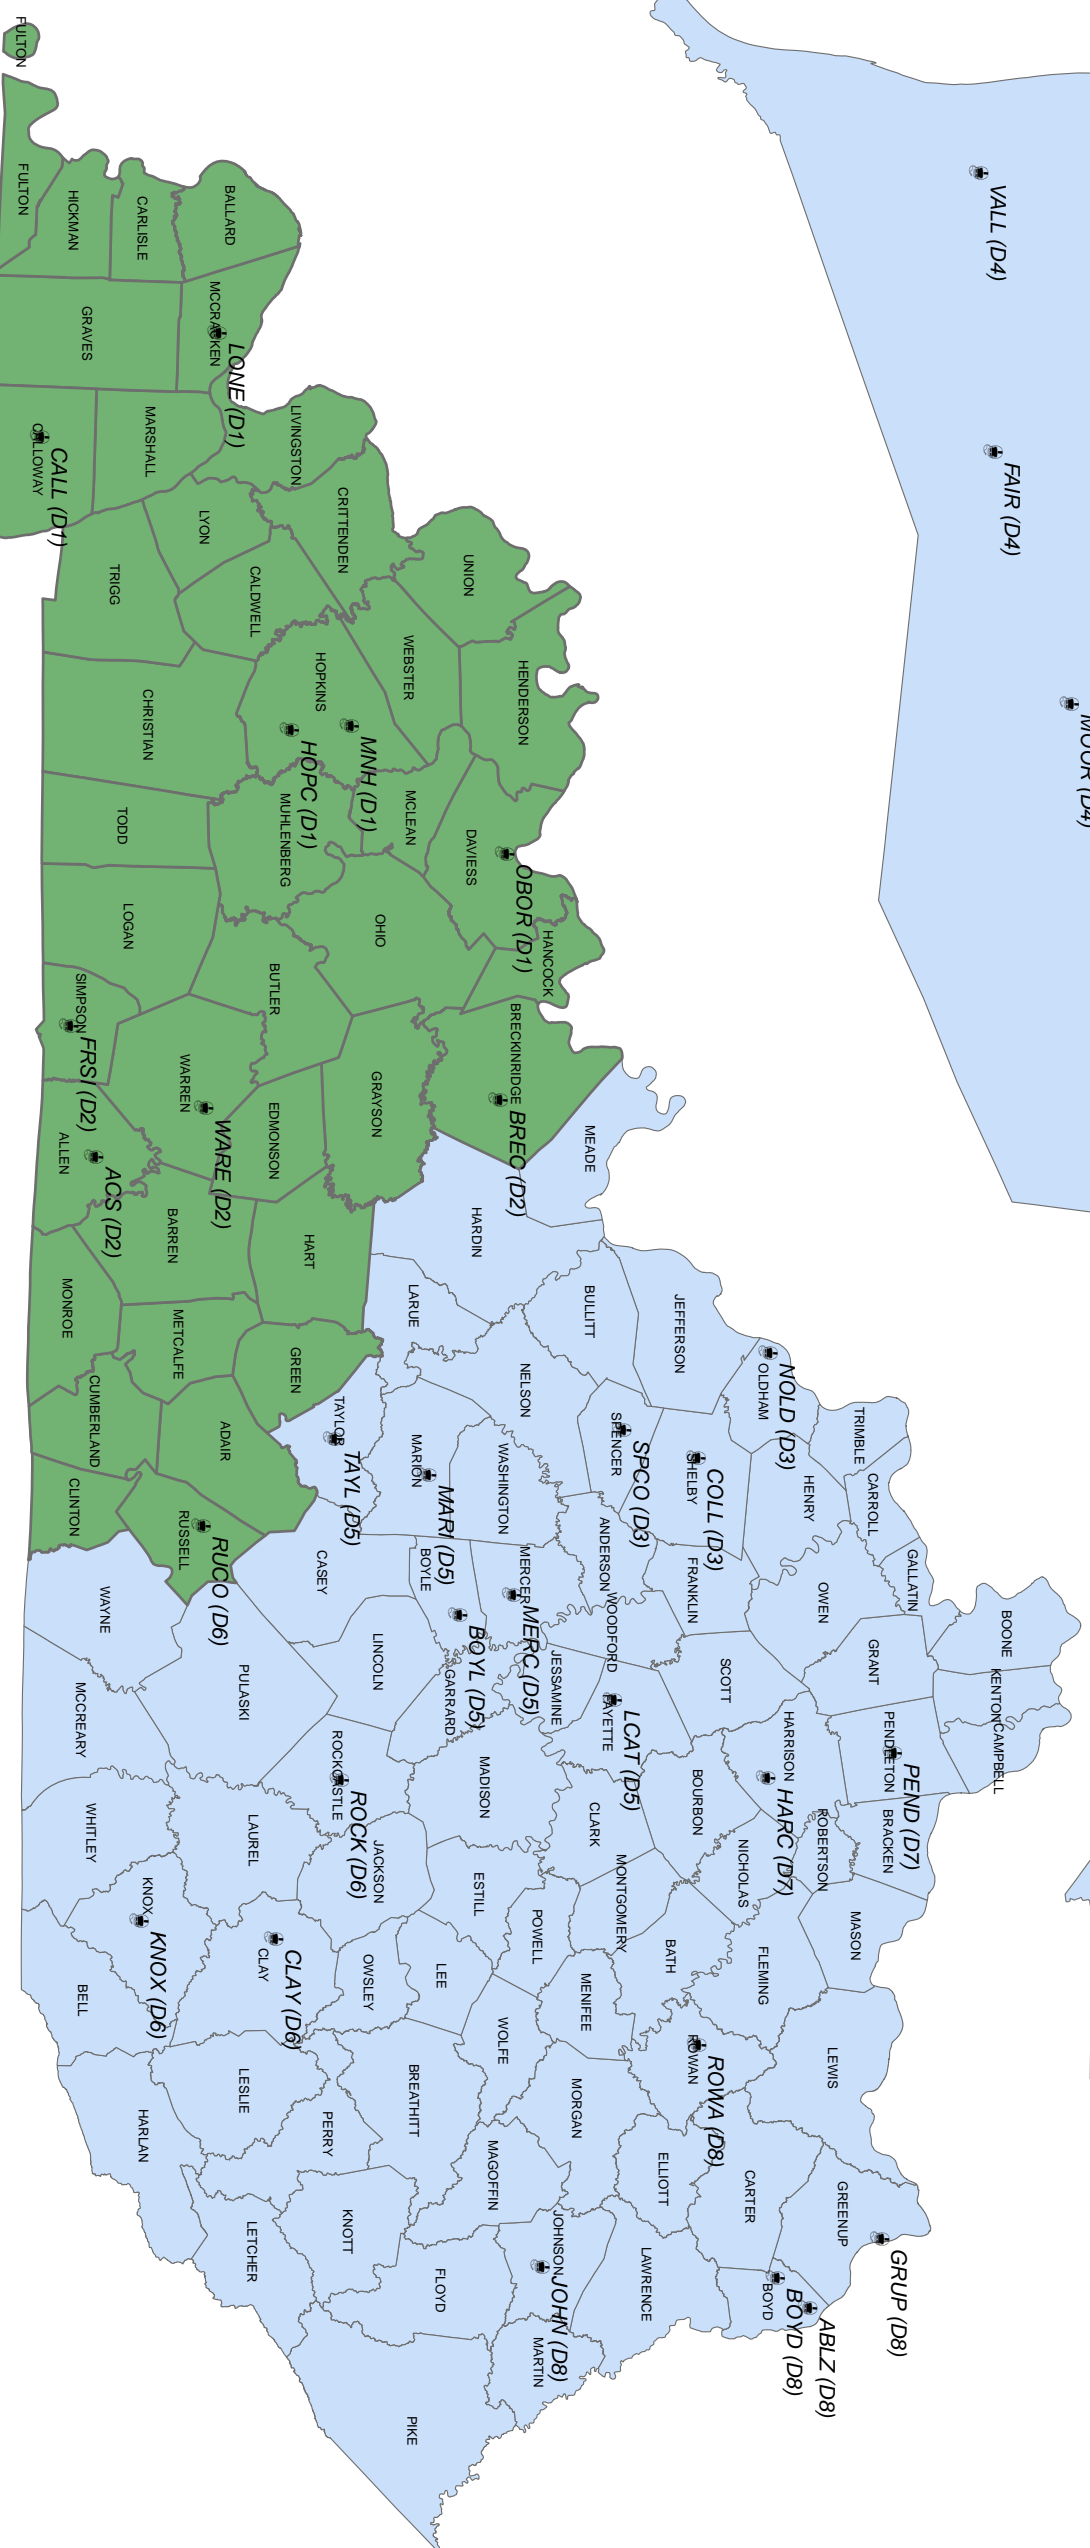 FULTON
FULTON
HICKMAN
CARLISLE
BALLARD
GRAVES
MCCRACKEN
LONE (D1)
CALLOWAY
CALL (D1)
MARSHALL
LIVINGSTON
LYON
CRITTENDEN
TRIGG
CALDWELL
UNION
WEBSTER
HOPKINS
HENDERSON
CHRISTIAN
MNH (D1)
HOPC (D1)
TODD
MUHLENBERG
MCLEAN
DAVIESS
OBOR (D1)
LOGAN
OHIO
HANCOCK
BUTLER
SIMPSON
FRSI (D2)
WARREN
WARE (D2)
EDMONSON
GRAYSON
BRECKINRIDGE
BREC (D2)
MEADE
ALLEN
ACS (D2)
BARREN
HART
HARDIN
MONROE
METCALFE
GREEN
LARUE
BULLITT
JEFFERSON
CUMBERLAND
ADAIR
TAYLOR
TAYL (D5)
NELSON
OLDHAM
NOLD (D3)
CLINTON
RUSSELL
RUCO (D6)
MARION
MARI (D5)
WASHINGTON
SPENCER
SPCO (D3)
SHELBY
COLL (D3)
HENRY
TRIMBLE
CARROLL
CASEY
BOYLE
BOYL (D5)
MERCER
MERC (D5)
ANDERSON
FRANKLIN
OWEN
GALLATIN
WAYNE
PULASKI
LINCOLN
GARRARD
JESSAMINE
WOODFORD
FAYETTE
LCAT (D5)
SCOTT
GRANT
BOONE
KENTON
CAMPBELL
MCCREARY
ROCKCASTLE
ROCK (D6)
MADISON
CLARK
BOURBON
HARRISON
HARC (D7)
PENDLETON
PEND (D7)
BRACKEN
ROBERTSON
NICHOLAS
WHITLEY
LAUREL
JACKSON
ESTILL
POWELL
MONTGOMERY
BATH
FLEMING
MASON
KNOX
KNOX (D6)
CLAY
CLAY (D6)
OWSLEY
LEE
MENIFEE
BELL
WOLFE
ROWAN
ROWA (D8)
LEWIS
HARLAN
LESLIE
PERRY
BREATHITT
MORGAN
MAGOFFIN
ELLIOTT
CARTER
GREENUP
GRUP (D8)
LETCHER
KNOTT
FLOYD
JOHNSON
JOHN (D8)
LAWRENCE
BOYD
BOYD (D8)
ABLZ (D8)
MARTIN
PIKE
VALL (D4)
FAIR (D4)